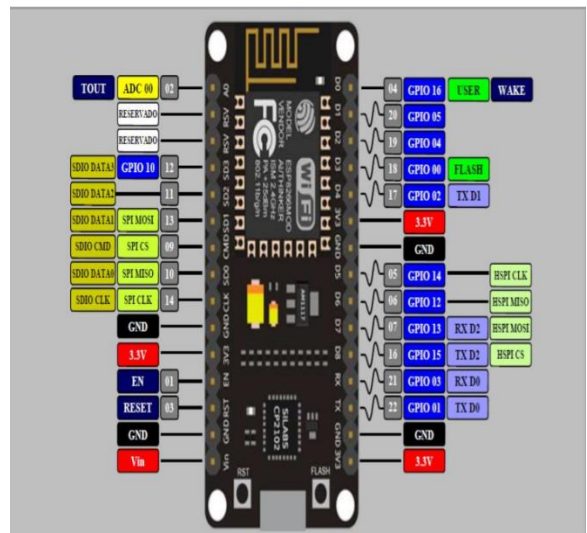 TOUT ADC 00 02 A0
RESERVADO RSV
RESERVADO RSV
SDIO DATA3 GPIO 10 12 SD3
SDIO DATA2 11 SD2
SDIO DATA1 SPI MOSI 13 SD1
SDIO CMD SPI CS 09 CMD
SDIO DATA0 SPI MISO 10 SD0
SDIO CLK SPI CLK 14 CLK
GND GND
3.3V 3V3
EN 01 EN
RESET 03 RST
GND GND
Vin Vin
MODEL
VENDOR
ESP8266MOD
AI-THINKER
ISM 2.4GHz
PA +25dBm
802.11b/g/n
FC
Wi Fi
AM1117
SILABS
CP2102
RST
FLASH
D0 04 GPIO 16 USER WAKE
D1 20 GPIO 05
D2 19 GPIO 04
D3 18 GPIO 00 FLASH
D4 17 GPIO 02 TX D1
3V3 3.3V
GND GND
D5 05 GPIO 14 HSPI CLK
D6 06 GPIO 12 HSPI MISO
D7 07 GPIO 13 RX D2 HSPI MOSI
D8 16 GPIO 15 TX D2 HSPI CS
RX 21 GPIO 03 RX D0
TX 22 GPIO 01 TX D0
GND GND
3V3 3.3V